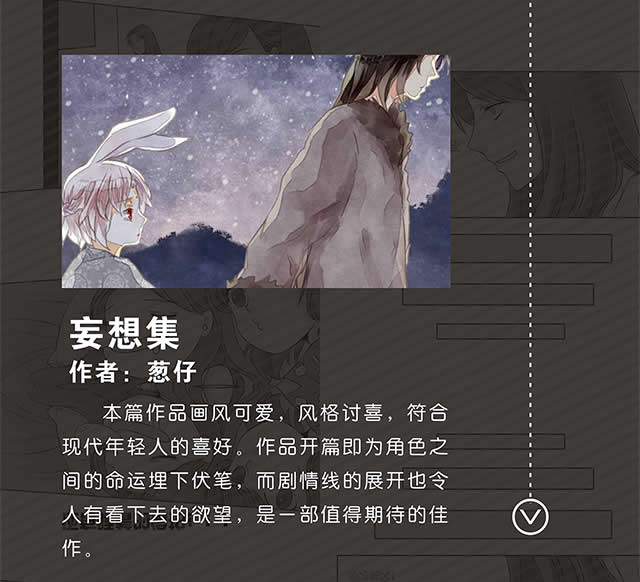 妄想集
作者：葱仔
本篇作品画风可爱，风格讨喜，符合
现代年轻人的喜好。作品开篇即为角色之
间的命运埋下伏笔，而剧情线的展开也令
人有看下去的欲望，是一部值得期待的佳
作。